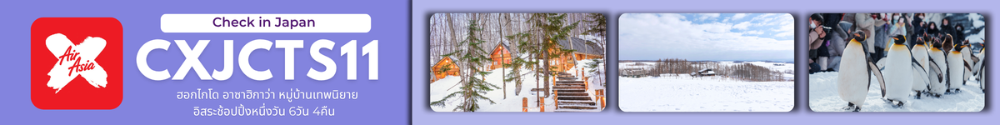 Air
Asia
Check in Japan
CXJCTS11
ฮอกไกโด อาซาฮิกาว่า หมู่บ้านเทพนิยาย
อิสระช้อปปิ้งหนึ่งวัน 6วัน 4คืน